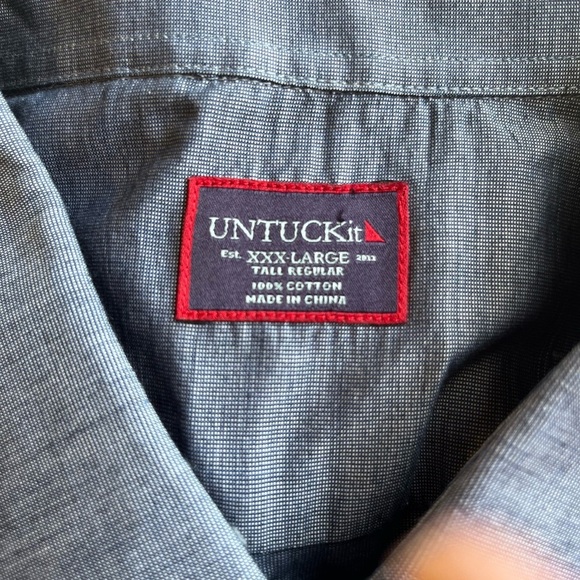 UNTUCKit
Est. XXX-LARGE 2011
TALL REGULAR
100% COTTON
MADE IN CHINA